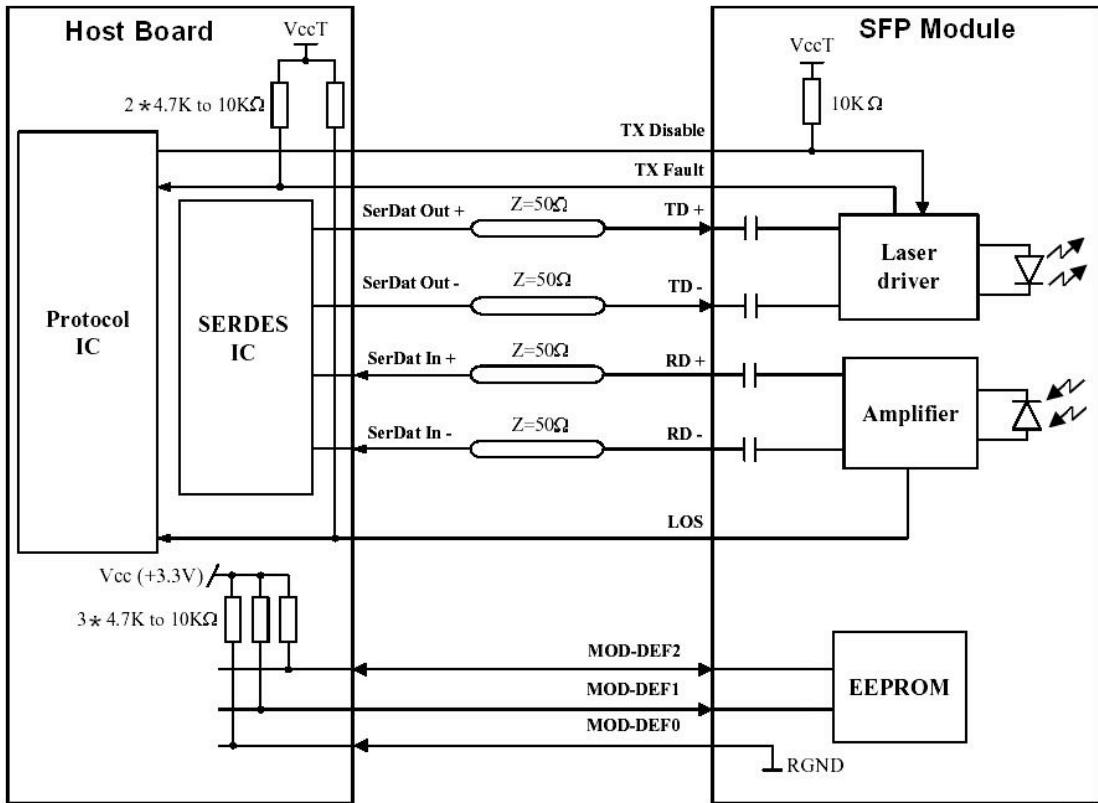 Host Board
SFP Module
VccT
VccT
2*4.7K to 10KΩ
10KΩ
TX Disable
TX Fault
SerDat Out +
Z=50Ω
TD +
Laser
driver
SerDat Out -
Z=50Ω
TD -
Protocol
IC
SERDES
IC
SerDat In +
Z=50Ω
RD +
Amplifier
SerDat In -
Z=50Ω
RD -
LOS
Vcc (+3.3V)
3*4.7K to 10KΩ
MOD-DEF2
EEPROM
MOD-DEF1
MOD-DEF0
RGND